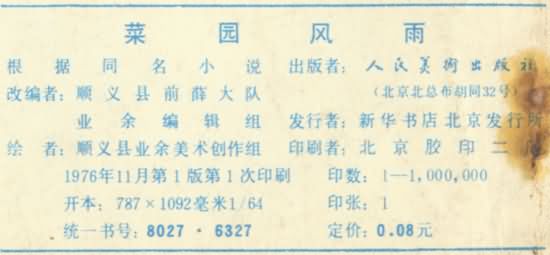 菜园风雨
根据同名小说 出版者：人民美術出版社
改编者：顺义县前薛大队 （北京北总布胡同32号）
业余编辑组 发行者：新华书店北京发行所
绘者：顺义县业余美术创作组 印刷者：北京胶印二厂
1976年11月第1版第1次印刷 印数：1—1,000,000
开本：787×1092毫米1/64 印张：1
统一书号：8027·6327 定价：0.08元